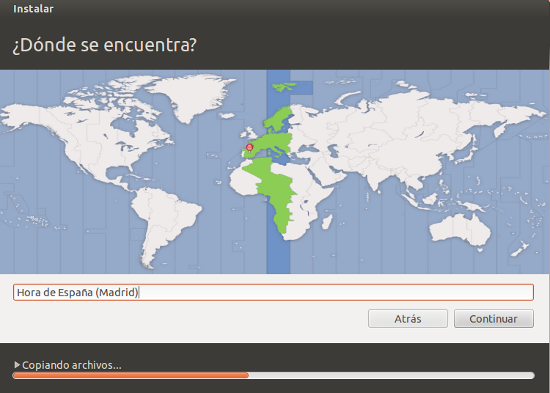 Instalar
¿Dónde se encuentra?
Hora de España (Madrid)
Atrás
Continuar
Copiando archivos...